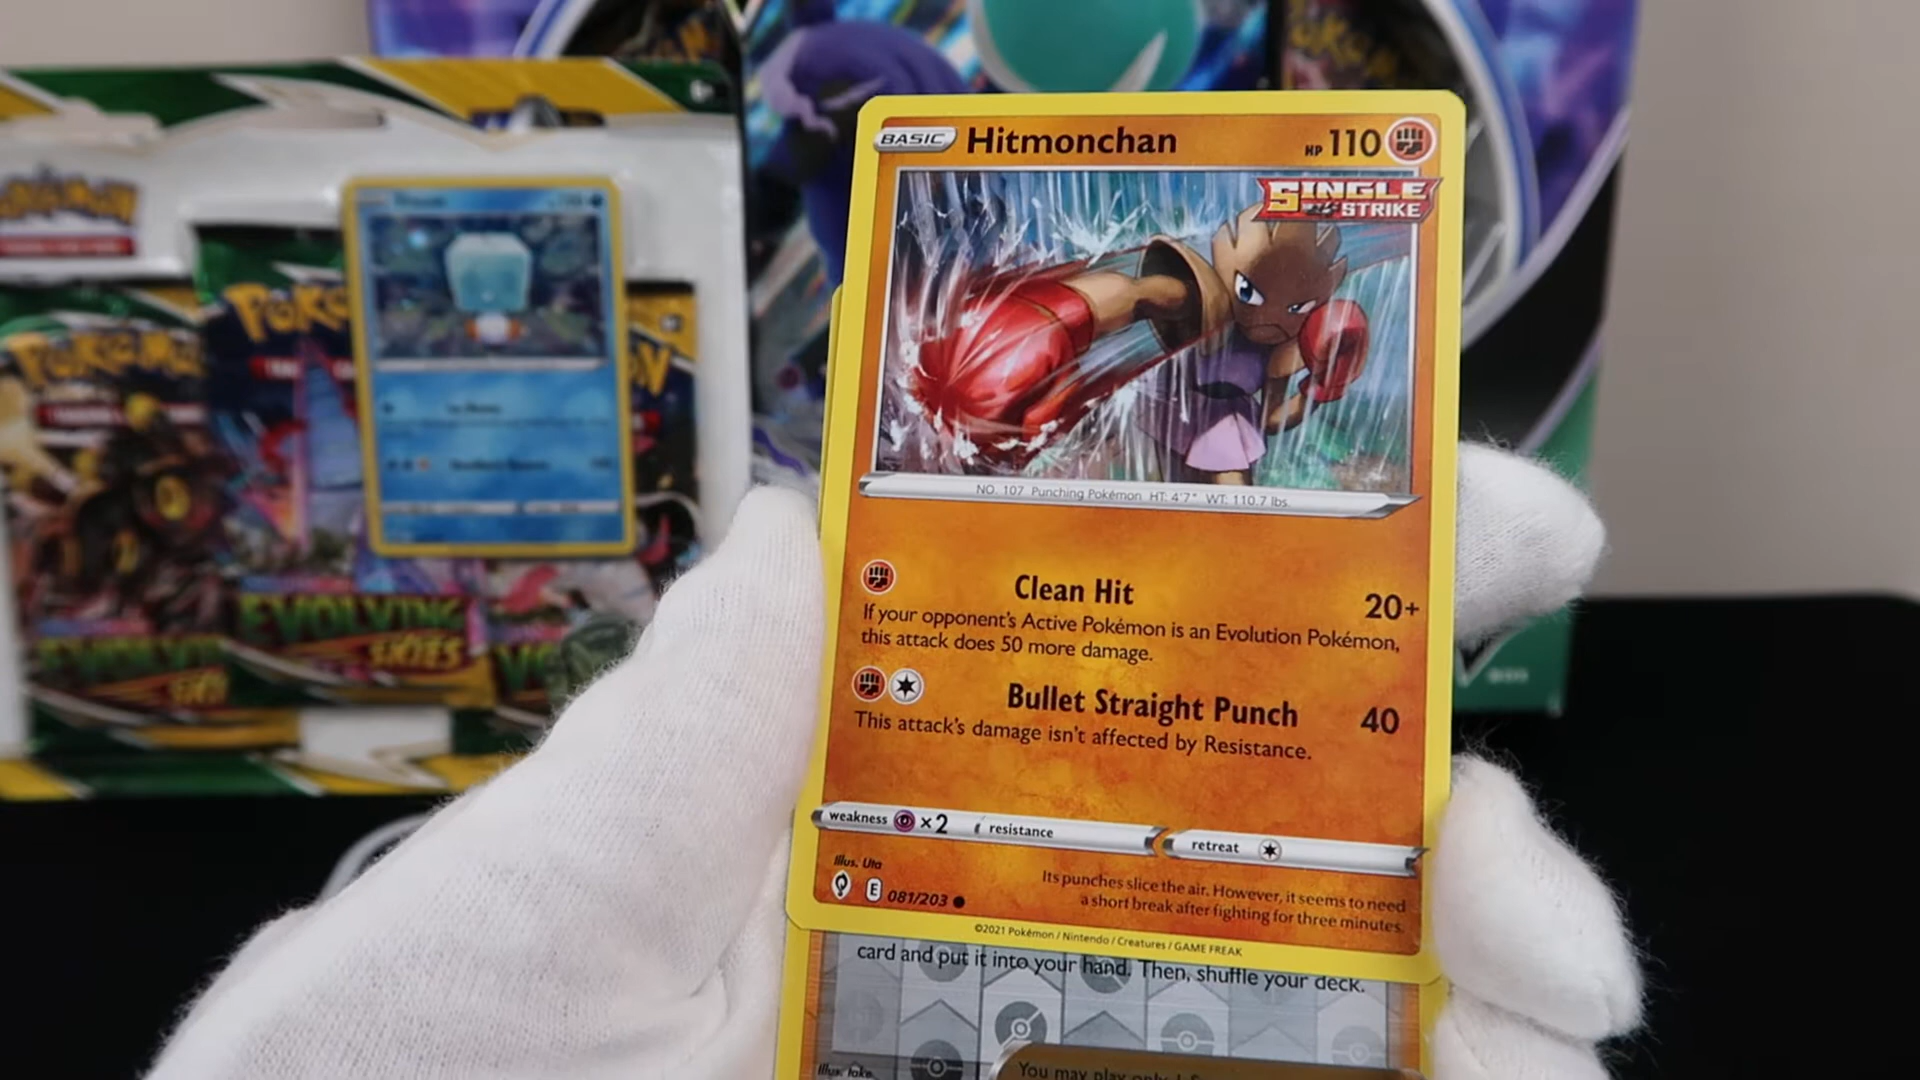 BASIC Hitmonchan HP 110
SINGLE
STRIKE
NO. 107 Punching Pokémon HT: 4'7" WT: 110.7 lbs.
Clean Hit 20+
If your opponent's Active Pokémon is an Evolution Pokémon,
this attack does 50 more damage.
Bullet Straight Punch 40
This attack's damage isn't affected by Resistance.
weakness ×2 resistance retreat
Illus. Uta
E 081/203
Its punches slice the air. However, it seems to need
a short break after fighting for three minutes.
©2021 Pokémon / Nintendo / Creatures / GAME FREAK
card and put it into your hand. Then, shuffle your deck.
You may play only 1
POKÉMON
EVOLVING
SKIES